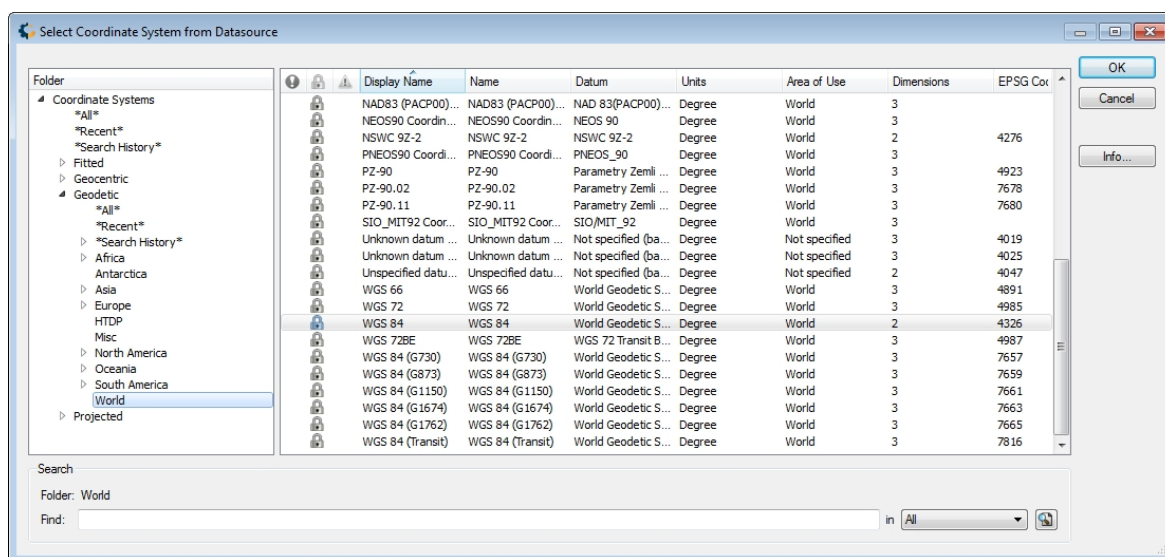 Select Coordinate System from Datasource
Folder
Coordinate Systems
*All*
*Recent*
*Search History*
Fitted
Geocentric
Geodetic
*All*
*Recent*
*Search History*
Africa
Antarctica
Asia
Europe
HTDP
Misc
North America
Oceania
South America
World
Projected
Display Name Name Datum Units Area of Use Dimensions EPSG Coc
NAD83 (PACP00)... NAD83 (PACP00)... NAD 83(PACP00)... Degree World 3
NEOS90 Coordin... NEOS90 Coordin... NEOS 90 Degree World 3
NSWC 9Z-2 NSWC 9Z-2 NSWC 9Z-2 Degree World 2 4276
PNEOS90 Coordi... PNEOS90 Coordi... PNEOS_90 Degree World 3
PZ-90 PZ-90 Parametry Zemli ... Degree World 3 4923
PZ-90.02 PZ-90.02 Parametry Zemli ... Degree World 3 7678
PZ-90.11 PZ-90.11 Parametry Zemli ... Degree World 3 7680
SIO_MIT92 Coor... SIO_MIT92 Coor... SIO/MIT_92 Degree World 3
Unknown datum ... Unknown datum ... Not specified (ba... Degree Not specified 3 4019
Unknown datum ... Unknown datum ... Not specified (ba... Degree Not specified 3 4025
Unspecified datu... Unspecified datu... Not specified (ba... Degree Not specified 2 4047
WGS 66 WGS 66 World Geodetic S... Degree World 3 4891
WGS 72 WGS 72 World Geodetic S... Degree World 3 4985
WGS 84 WGS 84 World Geodetic S... Degree World 2 4326
WGS 72BE WGS 72BE WGS 72 Transit B... Degree World 3 4987
WGS 84 (G730) WGS 84 (G730) World Geodetic S... Degree World 3 7657
WGS 84 (G873) WGS 84 (G873) World Geodetic S... Degree World 3 7659
WGS 84 (G1150) WGS 84 (G1150) World Geodetic S... Degree World 3 7661
WGS 84 (G1674) WGS 84 (G1674) World Geodetic S... Degree World 3 7663
WGS 84 (G1762) WGS 84 (G1762) World Geodetic S... Degree World 3 7665
WGS 84 (Transit) WGS 84 (Transit) World Geodetic S... Degree World 3 7816
OK
Cancel
Info...
Search
Folder: World
Find: in All